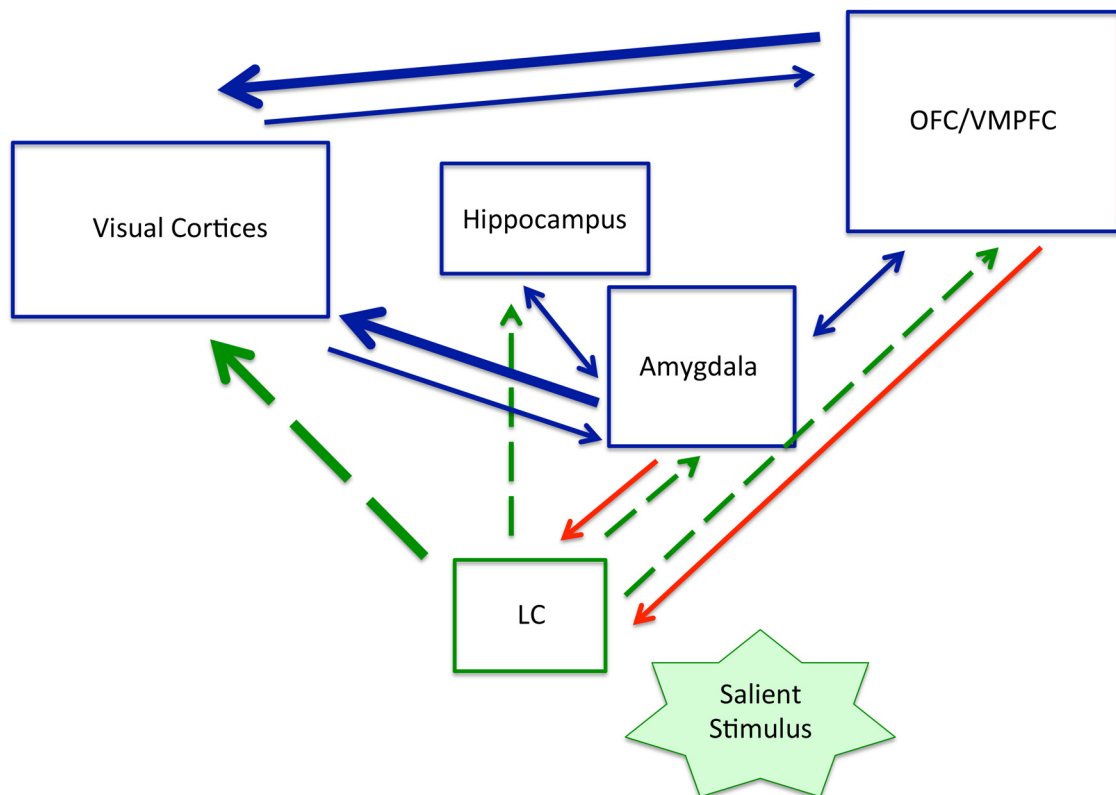 OFC/VMPFC
Visual Cortices
Hippocampus
Amygdala
LC
Salient
Stimulus